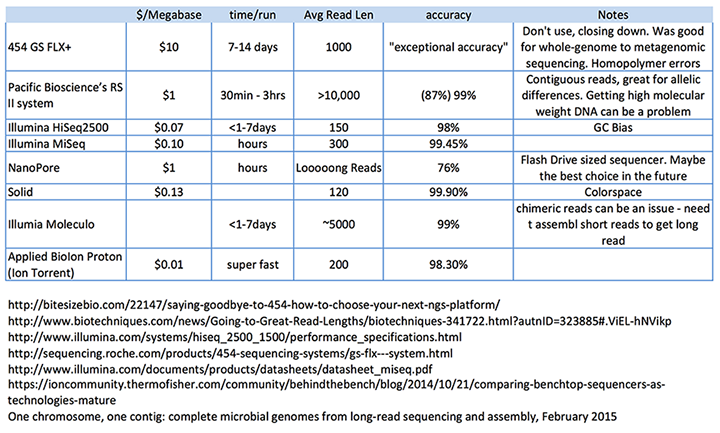 $/Megabase time/run Avg Read Len accuracy Notes
454 GS FLX+ $10 7-14 days 1000 "exceptional accuracy" Don't use, closing down. Was good
for whole-genome to metagenomic
sequencing. Homopolymer errors
Pacific Bioscience's RS
II system $1 30min - 3hrs >10,000 (87%) 99% Contiguous reads, great for allelic
differences. Getting high molecular
weight DNA can be a problem
Illumina HiSeq2500 $0.07 <1-7days 150 98% GC Bias
Illumina MiSeq $0.10 hours 300 99.45%
NanoPore $1 hours Looooong Reads 76% Flash Drive sized sequencer. Maybe
the best choice in the future
Solid $0.13 120 99.90% Colorspace
Illumia Moleculo <1-7days ~5000 99% chimeric reads can be an issue - need
t assembl short reads to get long
read
Applied BioIon Proton
(Ion Torrent) $0.01 super fast 200 98.30%
http://bitesizebio.com/22147/saying-goodbye-to-454-how-to-choose-your-next-ngs-platform/
http://www.biotechniques.com/news/Going-to-Great-Read-Lengths/biotechniques-341722.html?autnID=323885#.ViEL-hNVikp
http://www.illumina.com/systems/hiseq_2500_1500/performance_specifications.html
http://sequencing.roche.com/products/454-sequencing-systems/gs-flx---system.html
http://www.illumina.com/documents/products/datasheets/datasheet_miseq.pdf
https://ioncommunity.thermofisher.com/community/behindthebench/blog/2014/10/21/comparing-benchtop-sequencers-as-
technologies-mature
One chromosome, one contig: complete microbial genomes from long-read sequencing and assembly, February 2015